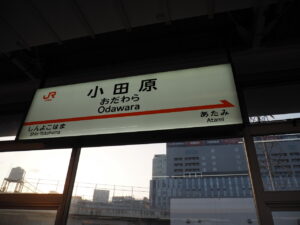 JR
小田原
おだわら
Odawara
しんよこはま
Shin-Yokohama
あたみ
Atami